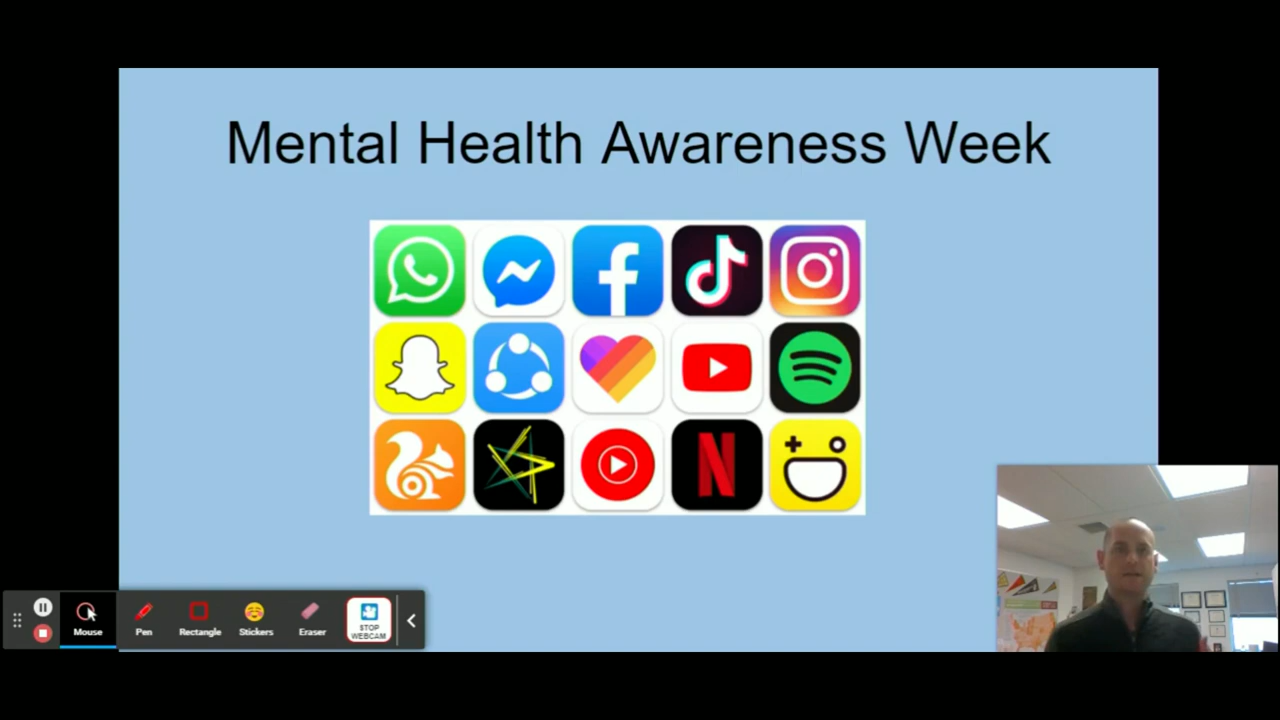 Mental Health Awareness Week
Mouse
Pen
Rectangle
Stickers
Eraser
STOP
WEBCAM